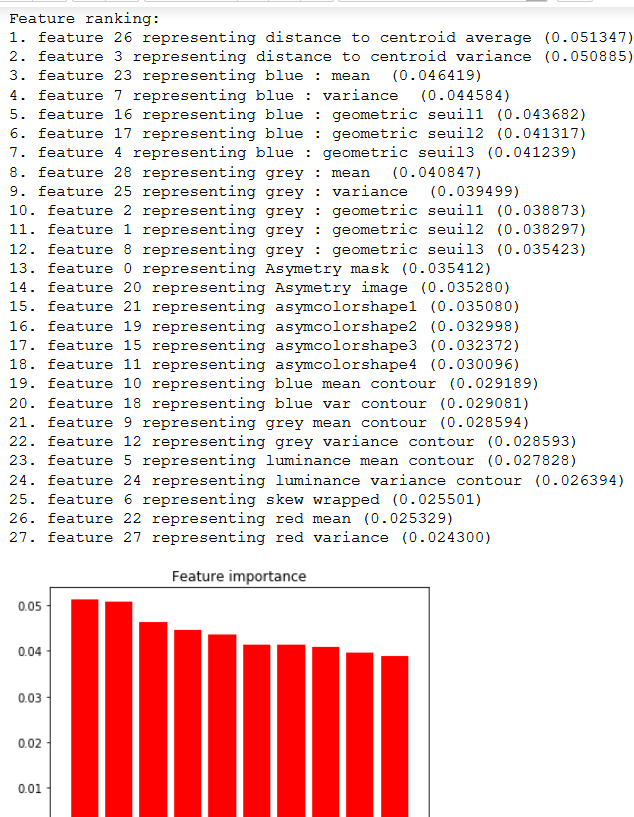 Feature ranking:
1. feature 26 representing distance to centroid average (0.051347)
2. feature 3 representing distance to centroid variance (0.050885)
3. feature 23 representing blue : mean  (0.046419)
4. feature 7 representing blue : variance  (0.044584)
5. feature 16 representing blue : geometric seuil1 (0.043682)
6. feature 17 representing blue : geometric seuil2 (0.041317)
7. feature 4 representing blue : geometric seuil3 (0.041239)
8. feature 28 representing grey : mean  (0.040847)
9. feature 25 representing grey : variance  (0.039499)
10. feature 2 representing grey : geometric seuil1 (0.038873)
11. feature 1 representing grey : geometric seuil2 (0.038297)
12. feature 8 representing grey : geometric seuil3 (0.035423)
13. feature 0 representing Asymetry mask (0.035412)
14. feature 20 representing Asymetry image (0.035280)
15. feature 21 representing asymcolorshape1 (0.035080)
16. feature 19 representing asymcolorshape2 (0.032998)
17. feature 15 representing asymcolorshape3 (0.032372)
18. feature 11 representing asymcolorshape4 (0.030096)
19. feature 10 representing blue mean contour (0.029189)
20. feature 18 representing blue var contour (0.029081)
21. feature 9 representing grey mean contour (0.028594)
22. feature 12 representing grey variance contour (0.028593)
23. feature 5 representing luminance mean contour (0.027828)
24. feature 24 representing luminance variance contour (0.026394)
25. feature 6 representing skew wrapped (0.025501)
26. feature 22 representing red mean (0.025329)
27. feature 27 representing red variance (0.024300)
Feature importance
0.05
0.04
0.03
0.02
0.01